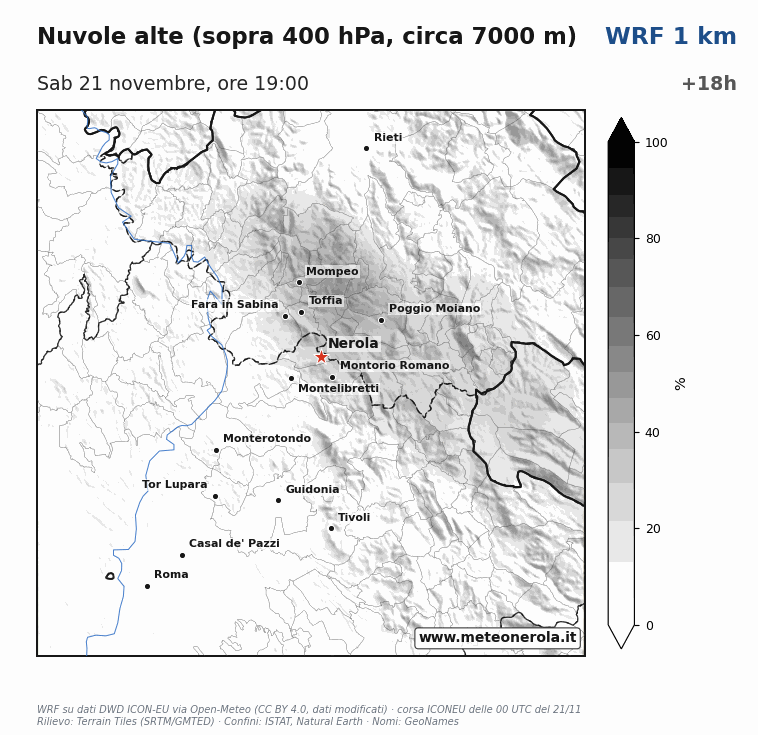 Nuvole alte (sopra 400 hPa, circa 7000 m)
WRF 1 km
Sab 21 novembre, ore 19:00
+18h
Rieti
Mompeo
Toffia
Fara in Sabina
Poggio Moiano
Nerola
Montorio Romano
Montelibretti
Monterotondo
Tor Lupara
Guidonia
Tivoli
Casal de' Pazzi
Roma
www.meteonerola.it
100
80
60
40
20
0
%
WRF su dati DWD ICON-EU via Open-Meteo (CC BY 4.0, dati modificati) · corsa ICONEU delle 00 UTC del 21/11
Rilievo: Terrain Tiles (SRTM/GMTED) · Confini: ISTAT, Natural Earth · Nomi: GeoNames